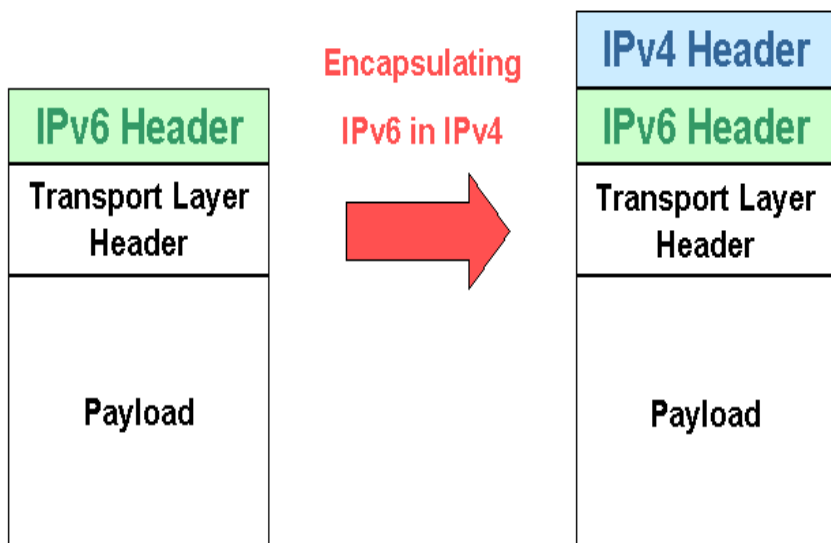 IPv6 Header
Transport Layer
Header
Payload
Encapsulating
IPv6 in IPv4
IPv4 Header
IPv6 Header
Transport Layer
Header
Payload